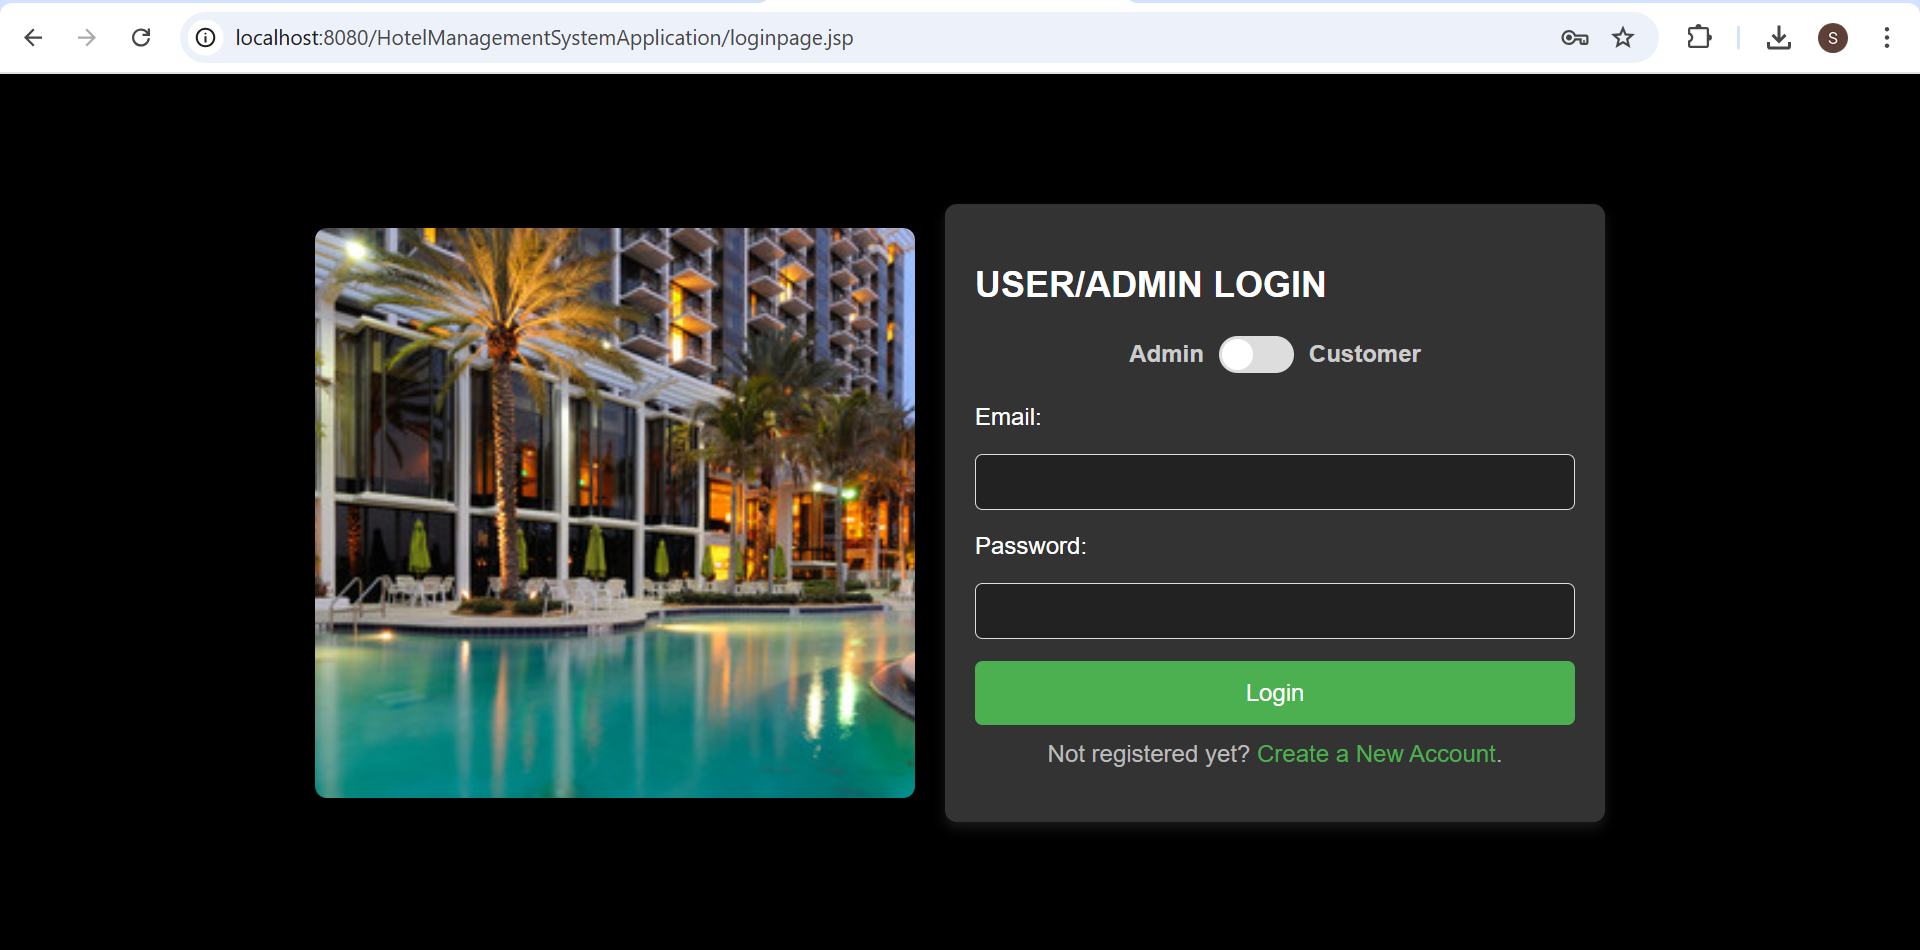 localhost:8080/HotelManagementSystemApplication/loginpage.jsp
S
USER/ADMIN LOGIN
Admin Customer
Email:
Password:
Login
Not registered yet? Create a New Account.